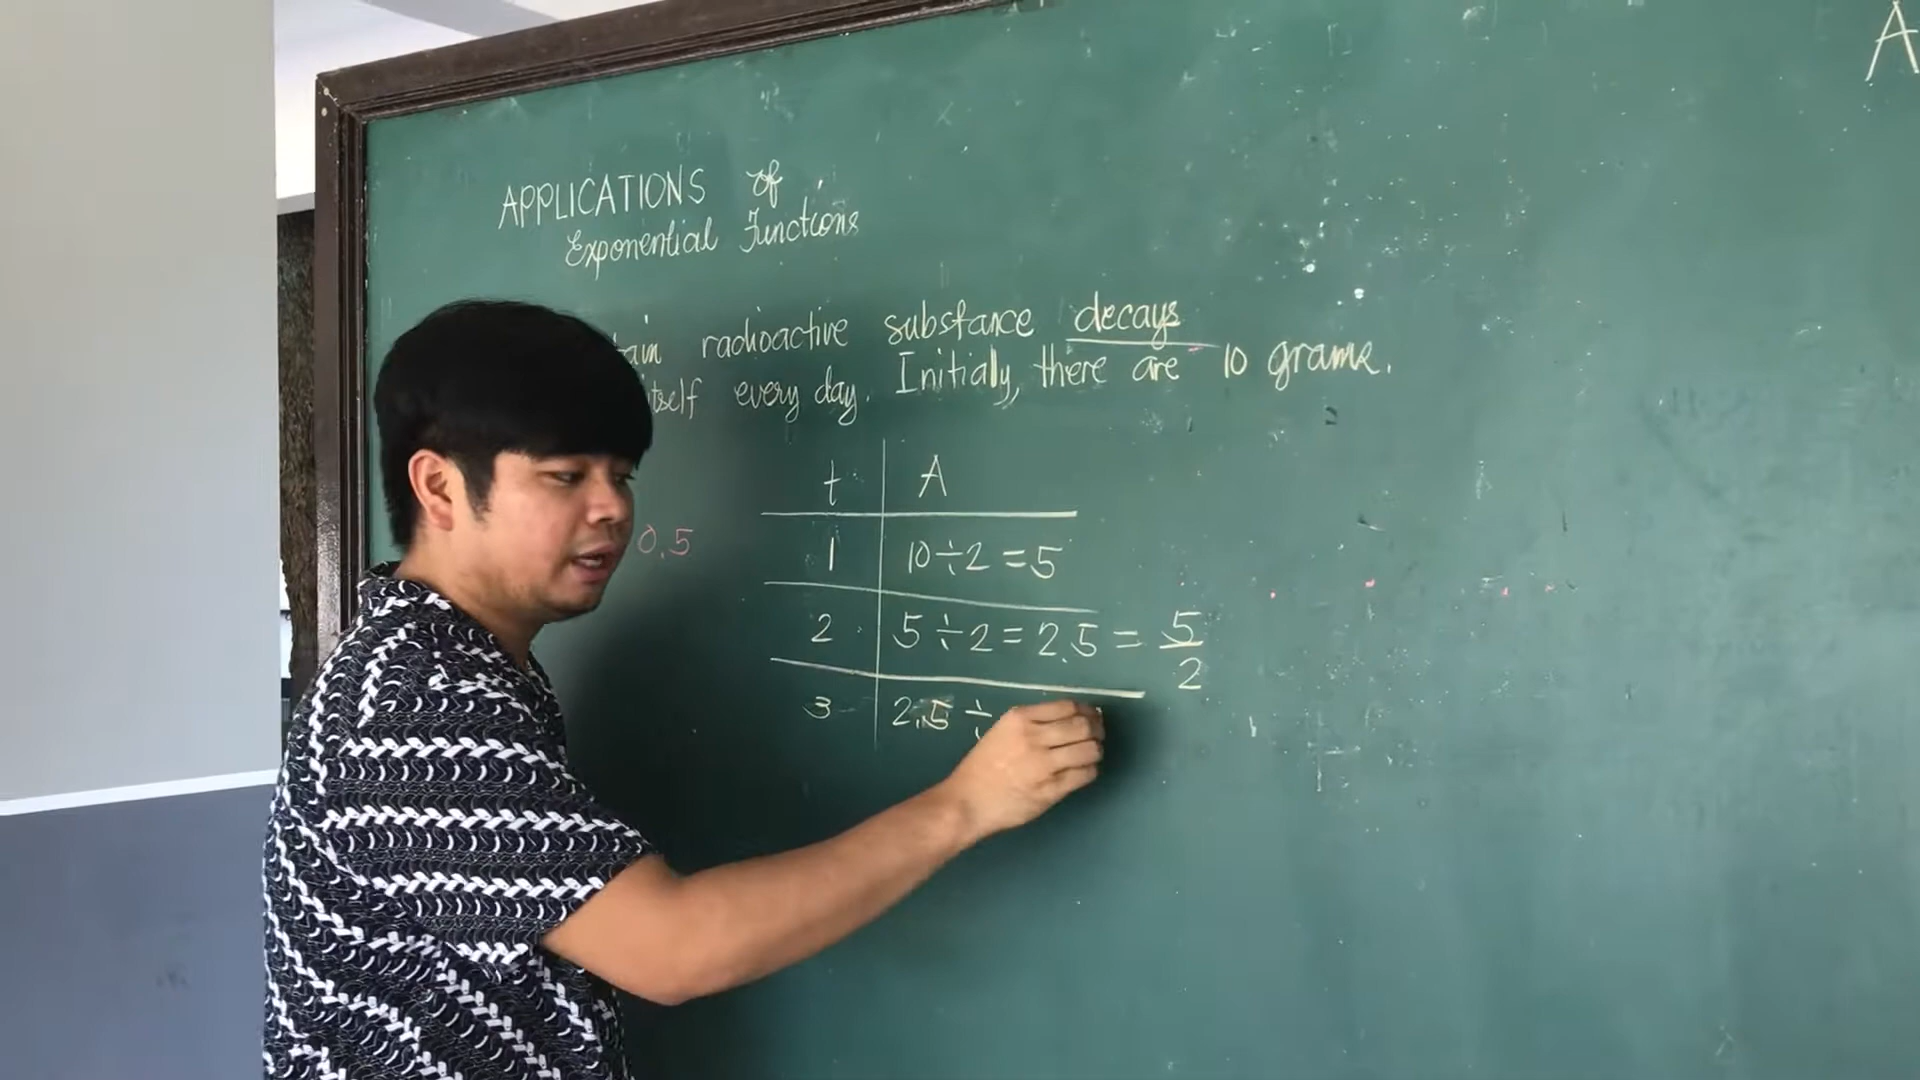 A
APPLICATIONS of
Exponential Functions
radioactive substance decays
every day. Initially, there are 10 grams.
t A
0.5
1 10÷2=5
2 5÷2=2.5=5/2
3 2.5÷